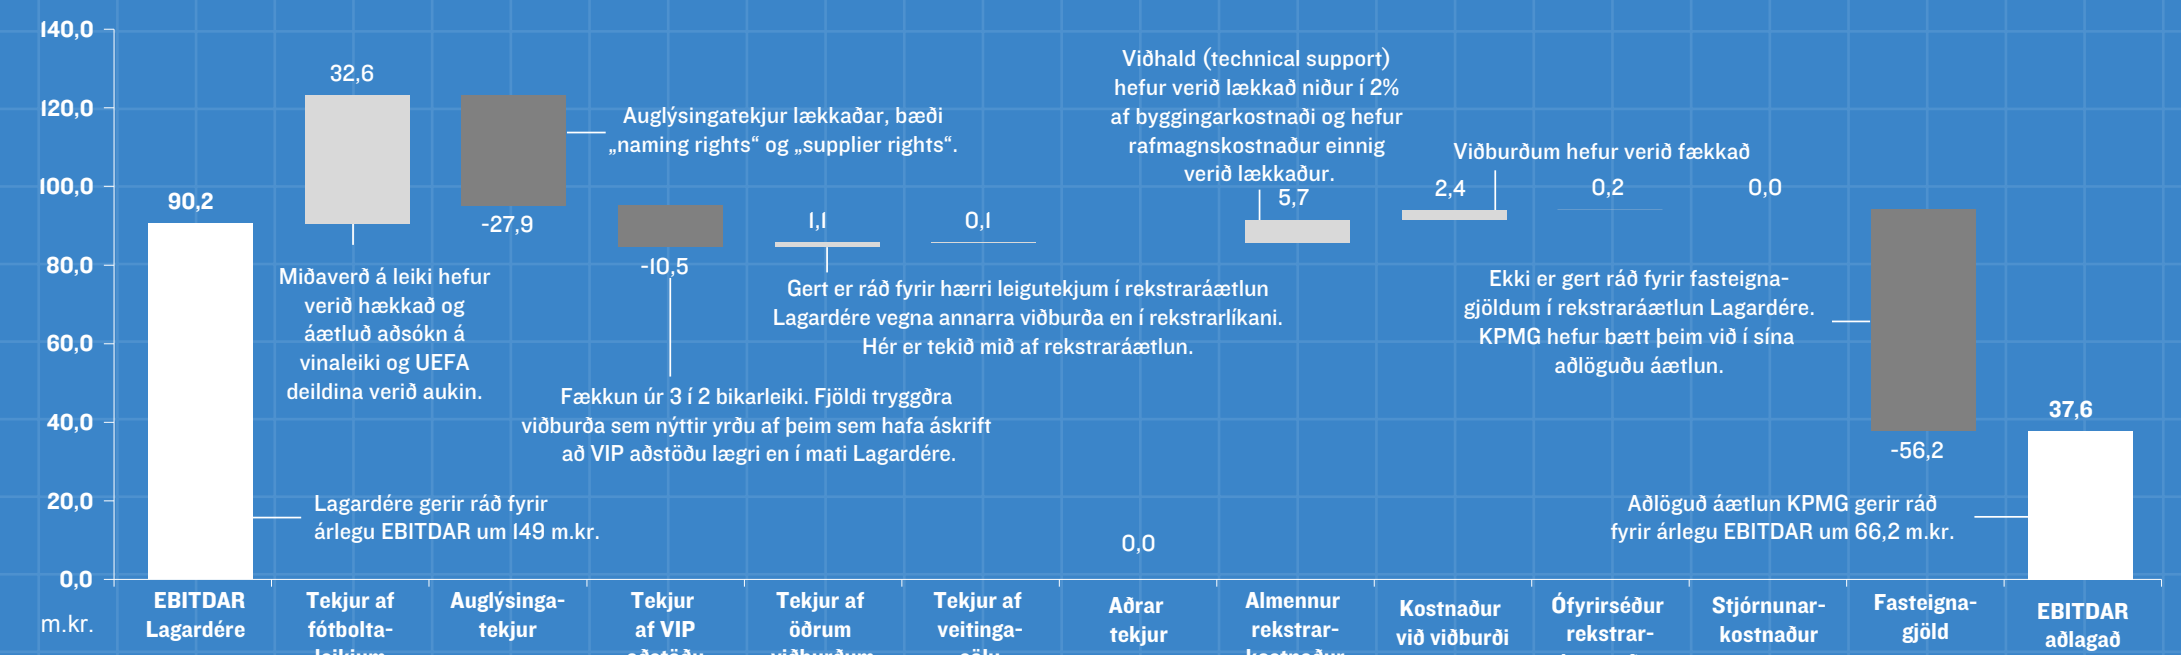 140,0
120,0
100,0
80,0
60,0
40,0
20,0
0,0
m.kr.
90,2
32,6
-27,9
-10,5
1,1
0,1
0,0
5,7
2,4
0,2
0,0
-56,2
37,6
Miðaverð á leiki hefur
verið hækkað og
áætluð aðsókn á
vinaleiki og UEFA
deildina verið aukin.
Lagardére gerir ráð fyrir
árlegu EBITDAR um 149 m.kr.
Auglýsingatekjur lækkaðar, bæði
„naming rights“ og „supplier rights“.
Fækkun úr 3 í 2 bikarleiki. Fjöldi tryggðra
viðburða sem nýttir yrðu af þeim sem hafa áskrift
að VIP aðstöðu lægri en í mati Lagardére.
Gert er ráð fyrir hærri leigutekjum í rekstraráætlun
Lagardére vegna annarra viðburða en í rekstrarlíkani.
Hér er tekið mið af rekstraráætlun.
Viðhald (technical support)
hefur verið lækkað niður í 2%
af byggingarkostnaði og hefur
rafmagnskostnaður einnig
verið lækkaður.
Viðburðum hefur verið fækkað
Ekki er gert ráð fyrir fasteigna-
gjöldum í rekstraráætlun Lagardére.
KPMG hefur bætt þeim við í sína
aðlöguðu áætlun.
Aðlöguð áætlun KPMG gerir ráð
fyrir árlegu EBITDAR um 66,2 m.kr.
EBITDAR
Lagardére
Tekjur af
fótbolta-
Auglýsinga-
tekjur
Tekjur
af VIP
Tekjur af
öðrum
Tekjur af
veitinga-
Aðrar
tekjur
Almennur
rekstrar-
Kostnaður
við viðburði
Ófyrirséður
rekstrar-
Stjórnunar-
kostnaður
Fasteigna-
gjöld
EBITDAR
aðlagað